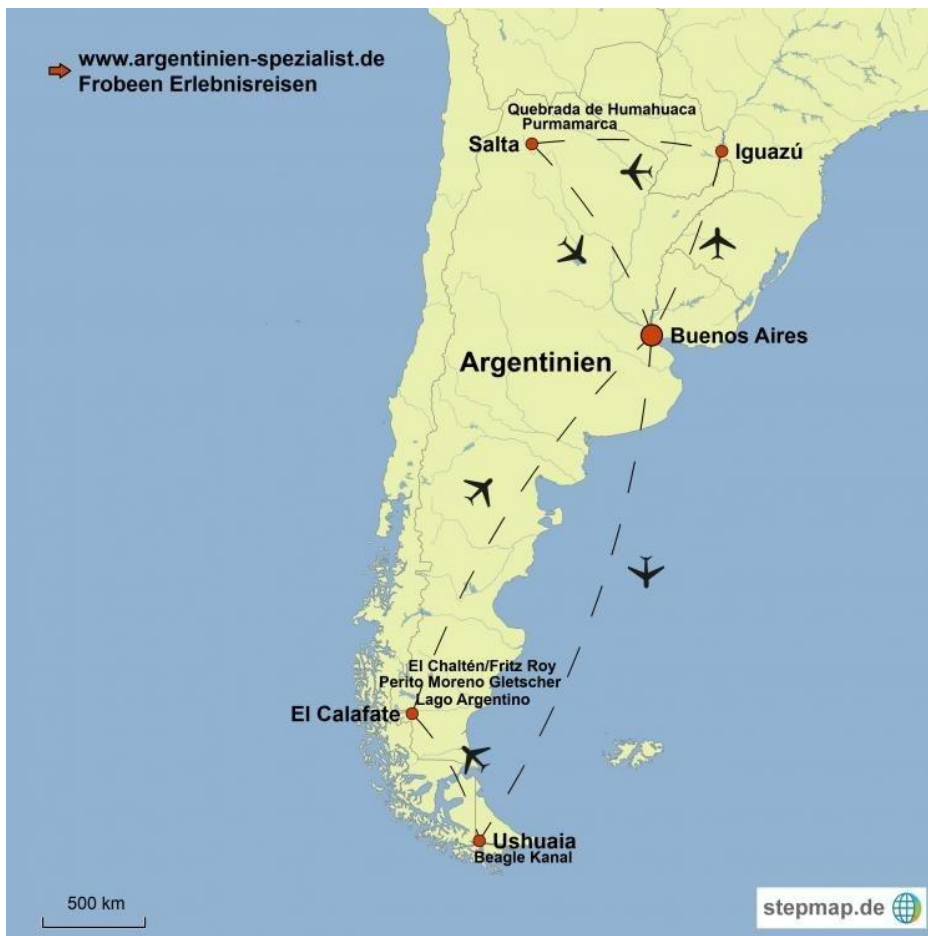 www.argentinien-spezialist.de
Frobeen Erlebnisreisen
Quebrada de Humahuaca
Purmamarca
Salta
Iguazú
Buenos Aires
Argentinien
El Chaltén/Fritz Roy
Perito Moreno Gletscher
Lago Argentino
El Calafate
Ushuaia
Beagle Kanal
500 km
stepmap.de